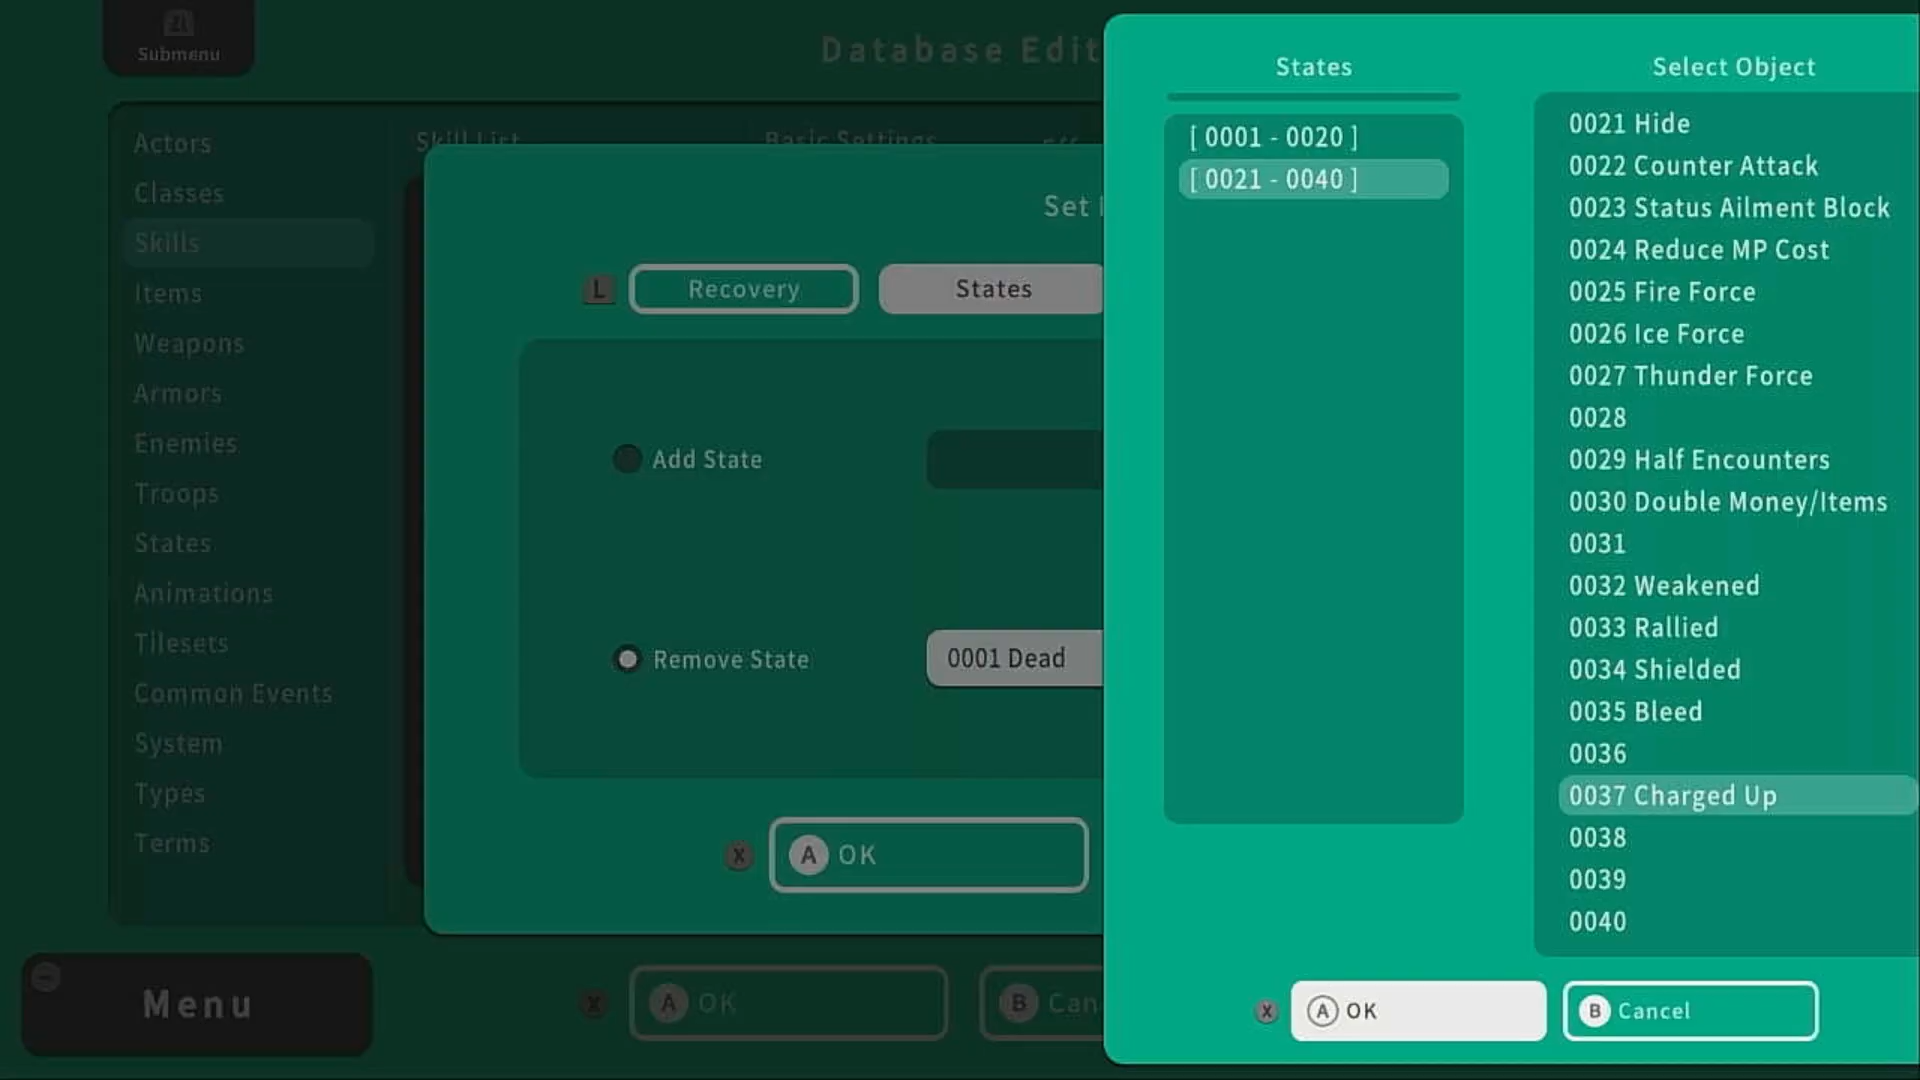 Submenu
Database Edit
Actors
Classes
Skills
Items
Weapons
Armors
Enemies
Troops
States
Animations
Tilesets
Common Events
System
Types
Terms
Skill List
Basic Settings
Set
L
Recovery
States
Add State
Remove State
0001 Dead
X
A OK
Menu
X
A OK
B Can
States
[ 0001 - 0020 ]
[ 0021 - 0040 ]
Select Object
0021 Hide
0022 Counter Attack
0023 Status Ailment Block
0024 Reduce MP Cost
0025 Fire Force
0026 Ice Force
0027 Thunder Force
0028
0029 Half Encounters
0030 Double Money/Items
0031
0032 Weakened
0033 Rallied
0034 Shielded
0035 Bleed
0036
0037 Charged Up
0038
0039
0040
X
A OK
B Cancel